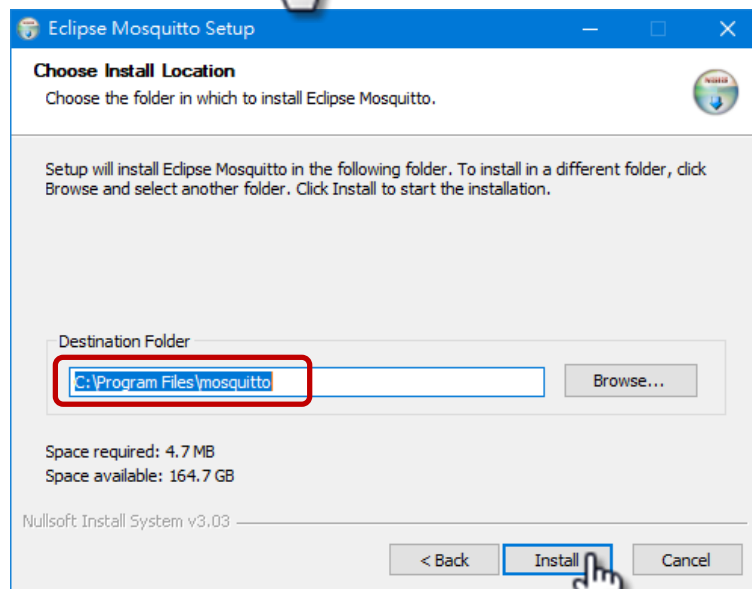 Eclipse Mosquitto Setup
Choose Install Location
Choose the folder in which to install Eclipse Mosquitto.
Setup will install Eclipse Mosquitto in the following folder. To install in a different folder, click
Browse and select another folder. Click Install to start the installation.
Destination Folder
C:\Program Files\mosquitto
Browse...
Space required: 4.7 MB
Space available: 164.7 GB
Nullsoft Install System v3.03
< Back Install Cancel